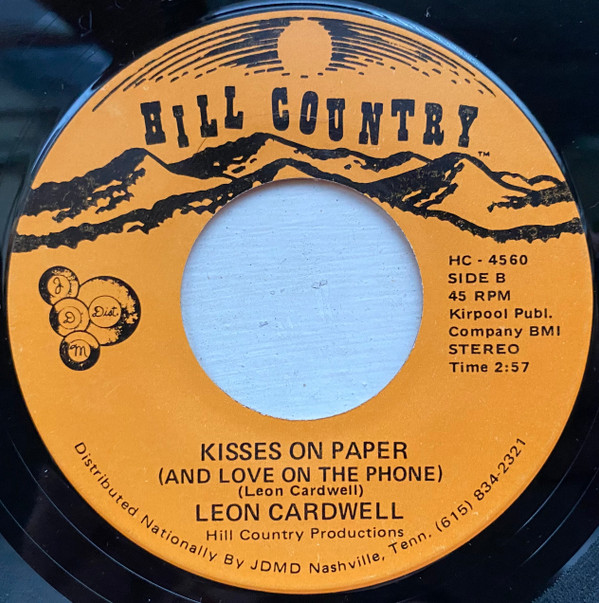 HILL COUNTRY™
HC - 4560
SIDE B
45 RPM
Kirpool Publ.
Company BMI
STEREO
Time 2:57
J
D Dist.
M
KISSES ON PAPER
(AND LOVE ON THE PHONE)
(Leon Cardwell)
LEON CARDWELL
Hill Country Productions
Distributed Nationally By JDMD Nashville, Tenn. (615) 834-2321